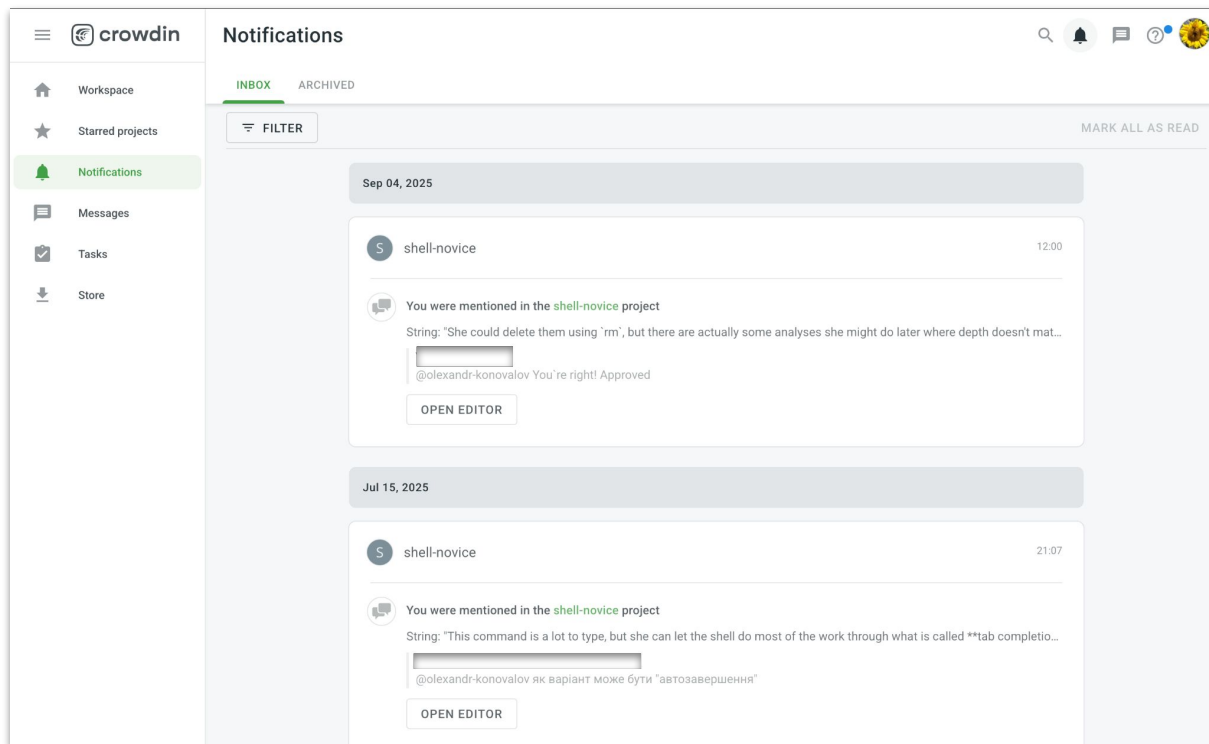 crowdin
Notifications
INBOX ARCHIVED
Workspace
Starred projects
Notifications
Messages
Tasks
Store
FILTER
MARK ALL AS READ
Sep 04, 2025
S shell-novice 12:00
You were mentioned in the shell-novice project
String: "She could delete them using `rm`, but there are actually some analyses she might do later where depth doesn't mat...
@olexandr-konovalov You`re right! Approved
OPEN EDITOR
Jul 15, 2025
S shell-novice 21:07
You were mentioned in the shell-novice project
String: "This command is a lot to type, but she can let the shell do most of the work through what is called **tab completio...
@olexandr-konovalov як варіант може бути "автозавершення"
OPEN EDITOR